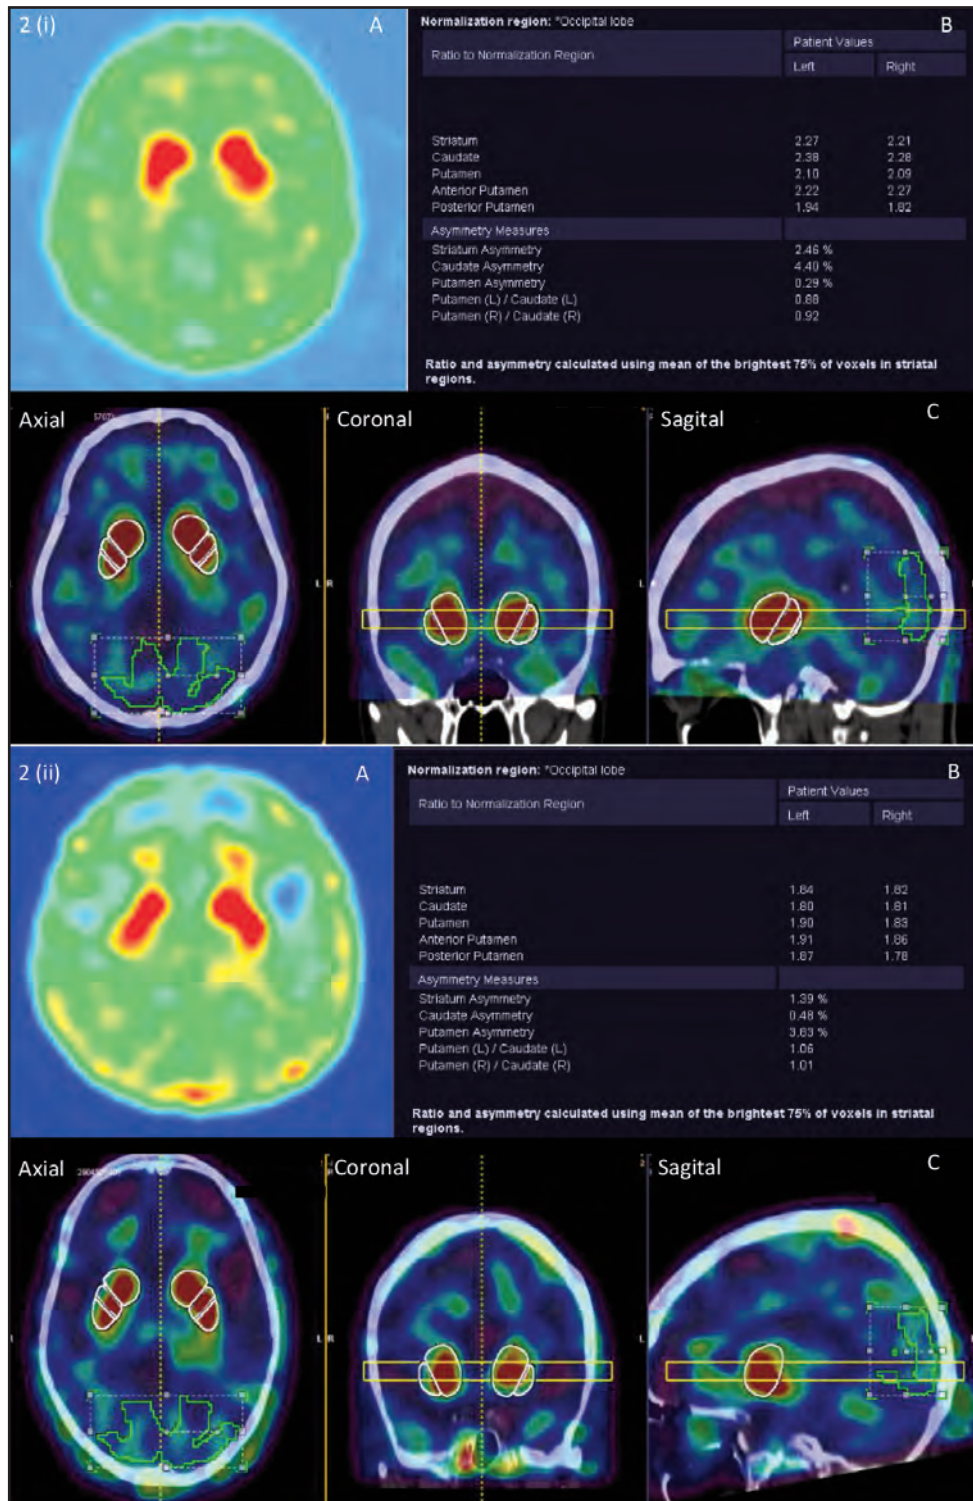 2 (i)
A
Normalization region: *Occipital lobe
B
Ratio to Normalization Region
Patient Values
Left Right
Striatum 2.27 2.21
Caudate 2.38 2.28
Putamen 2.10 2.09
Anterior Putamen 2.22 2.27
Posterior Putamen 1.94 1.82
Asymmetry Measures
Striatum Asymmetry 2.46 %
Caudate Asymmetry 4.40 %
Putamen Asymmetry 0.29 %
Putamen (L) / Caudate (L) 0.88
Putamen (R) / Caudate (R) 0.92
Ratio and asymmetry calculated using mean of the brightest 75% of voxels in striatal
regions.
Axial
Coronal
Sagital
C
L R
L R
2 (ii)
A
Normalization region: *Occipital lobe
B
Ratio to Normalization Region
Patient Values
Left Right
Striatum 1.84 1.82
Caudate 1.80 1.81
Putamen 1.90 1.83
Anterior Putamen 1.91 1.86
Posterior Putamen 1.87 1.78
Asymmetry Measures
Striatum Asymmetry 1.39 %
Caudate Asymmetry 0.48 %
Putamen Asymmetry 3.63 %
Putamen (L) / Caudate (L) 1.06
Putamen (R) / Caudate (R) 1.01
Ratio and asymmetry calculated using mean of the brightest 75% of voxels in striatal
regions.
Axial
Coronal
Sagital
C
L R
L R